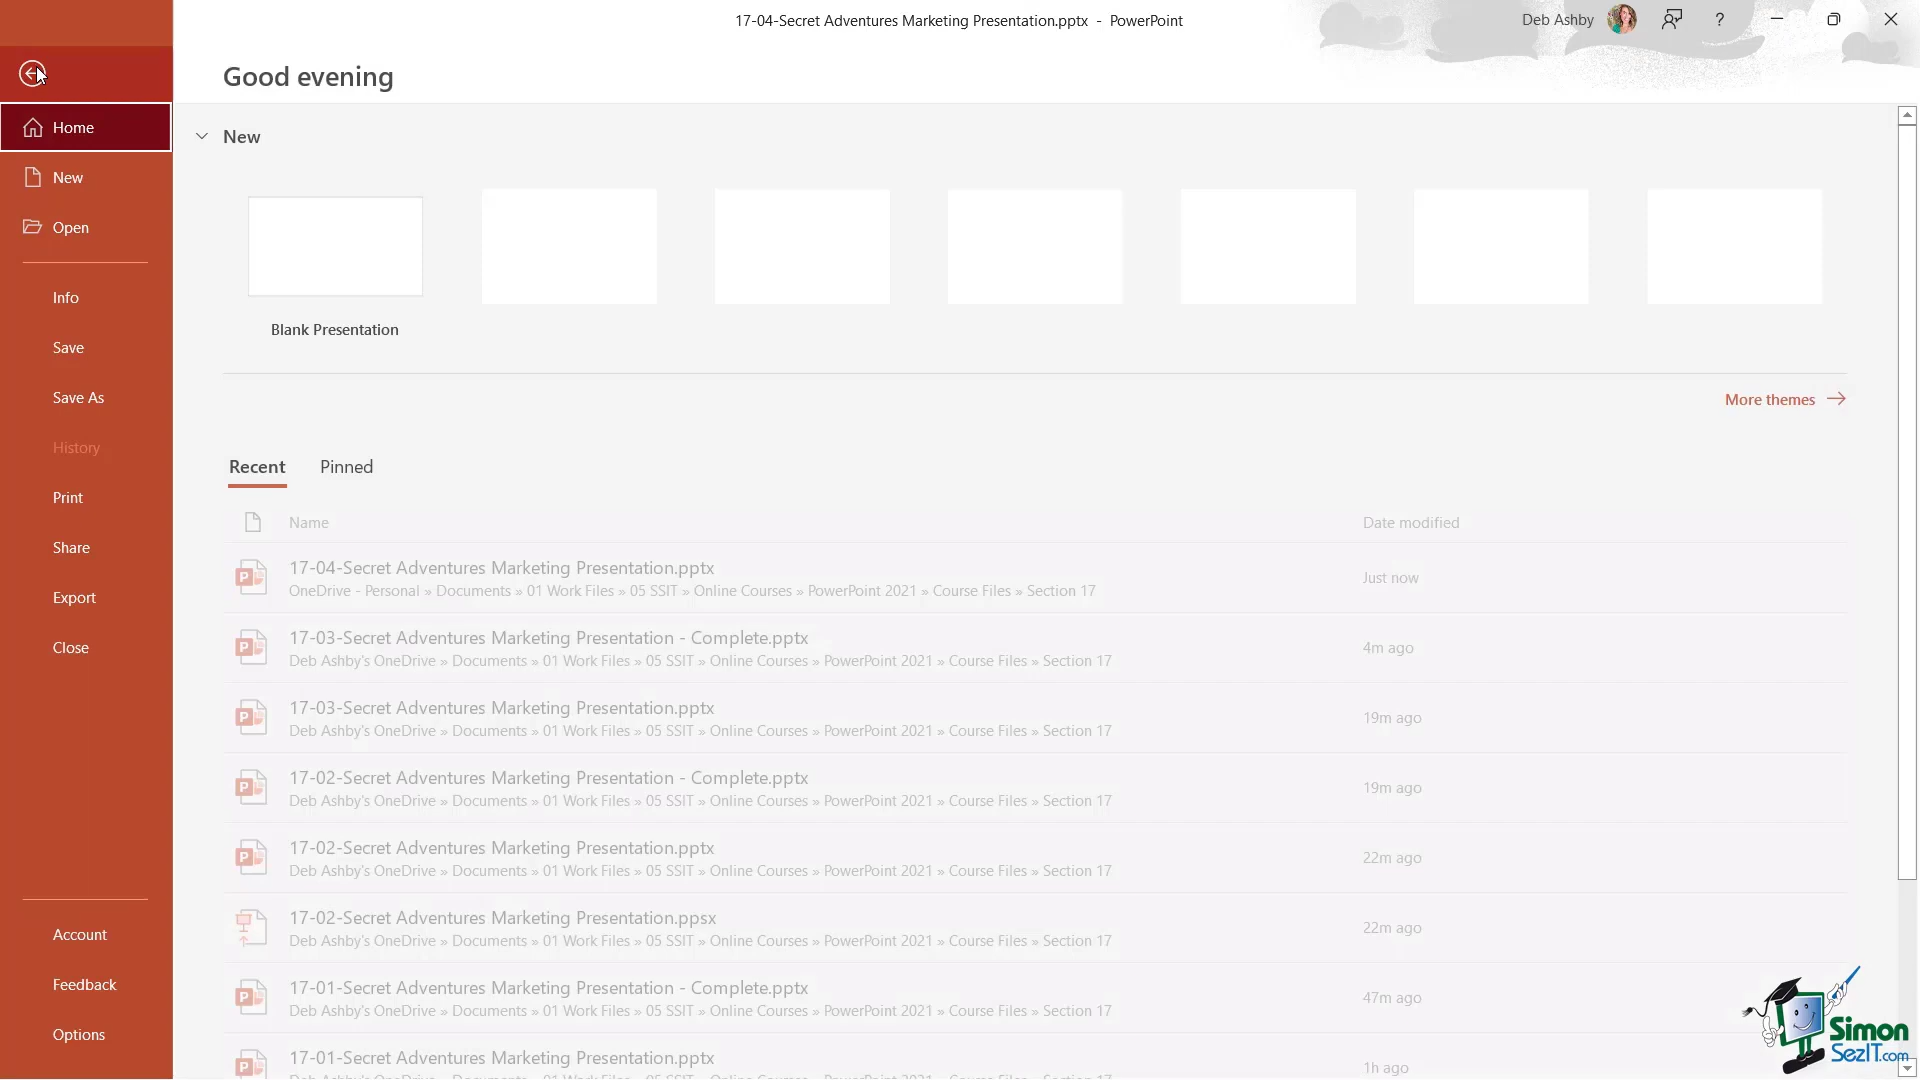 17-04-Secret Adventures Marketing Presentation.pptx - PowerPoint
Deb Ashby
?
Good evening
Home
New
Open
Info
Save
Save As
History
Print
Share
Export
Close
Account
Feedback
Options
New
Blank Presentation
More themes
Recent
Pinned
Name
Date modified
17-04-Secret Adventures Marketing Presentation.pptx
OneDrive - Personal » Documents » 01 Work Files » 05 SSIT » Online Courses » PowerPoint 2021 » Course Files » Section 17
Just now
17-03-Secret Adventures Marketing Presentation - Complete.pptx
Deb Ashby's OneDrive » Documents » 01 Work Files » 05 SSIT » Online Courses » PowerPoint 2021 » Course Files » Section 17
4m ago
17-03-Secret Adventures Marketing Presentation.pptx
Deb Ashby's OneDrive » Documents » 01 Work Files » 05 SSIT » Online Courses » PowerPoint 2021 » Course Files » Section 17
19m ago
17-02-Secret Adventures Marketing Presentation - Complete.pptx
Deb Ashby's OneDrive » Documents » 01 Work Files » 05 SSIT » Online Courses » PowerPoint 2021 » Course Files » Section 17
19m ago
17-02-Secret Adventures Marketing Presentation.pptx
Deb Ashby's OneDrive » Documents » 01 Work Files » 05 SSIT » Online Courses » PowerPoint 2021 » Course Files » Section 17
22m ago
17-02-Secret Adventures Marketing Presentation.ppsx
Deb Ashby's OneDrive » Documents » 01 Work Files » 05 SSIT » Online Courses » PowerPoint 2021 » Course Files » Section 17
22m ago
17-01-Secret Adventures Marketing Presentation - Complete.pptx
Deb Ashby's OneDrive » Documents » 01 Work Files » 05 SSIT » Online Courses » PowerPoint 2021 » Course Files » Section 17
47m ago
17-01-Secret Adventures Marketing Presentation.pptx
1h ago
Simon
SezIT.com